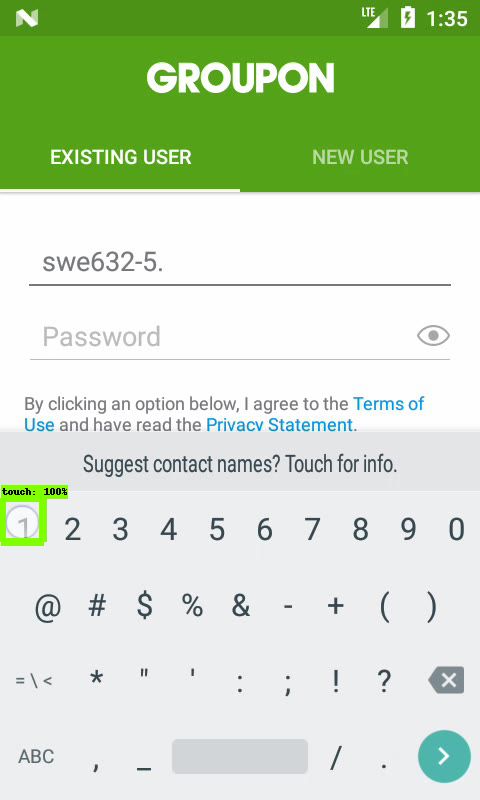 LTE 1:35
GROUPON
EXISTING USER NEW USER
swe632-5.
Password
By clicking an option below, I agree to the Terms of
Use and have read the Privacy Statement.
Suggest contact names? Touch for info.
touch: 100%
1 2 3 4 5 6 7 8 9 0
@ # $ % & - + ( )
= \ < * " ' : ; ! ?
ABC , _ / .